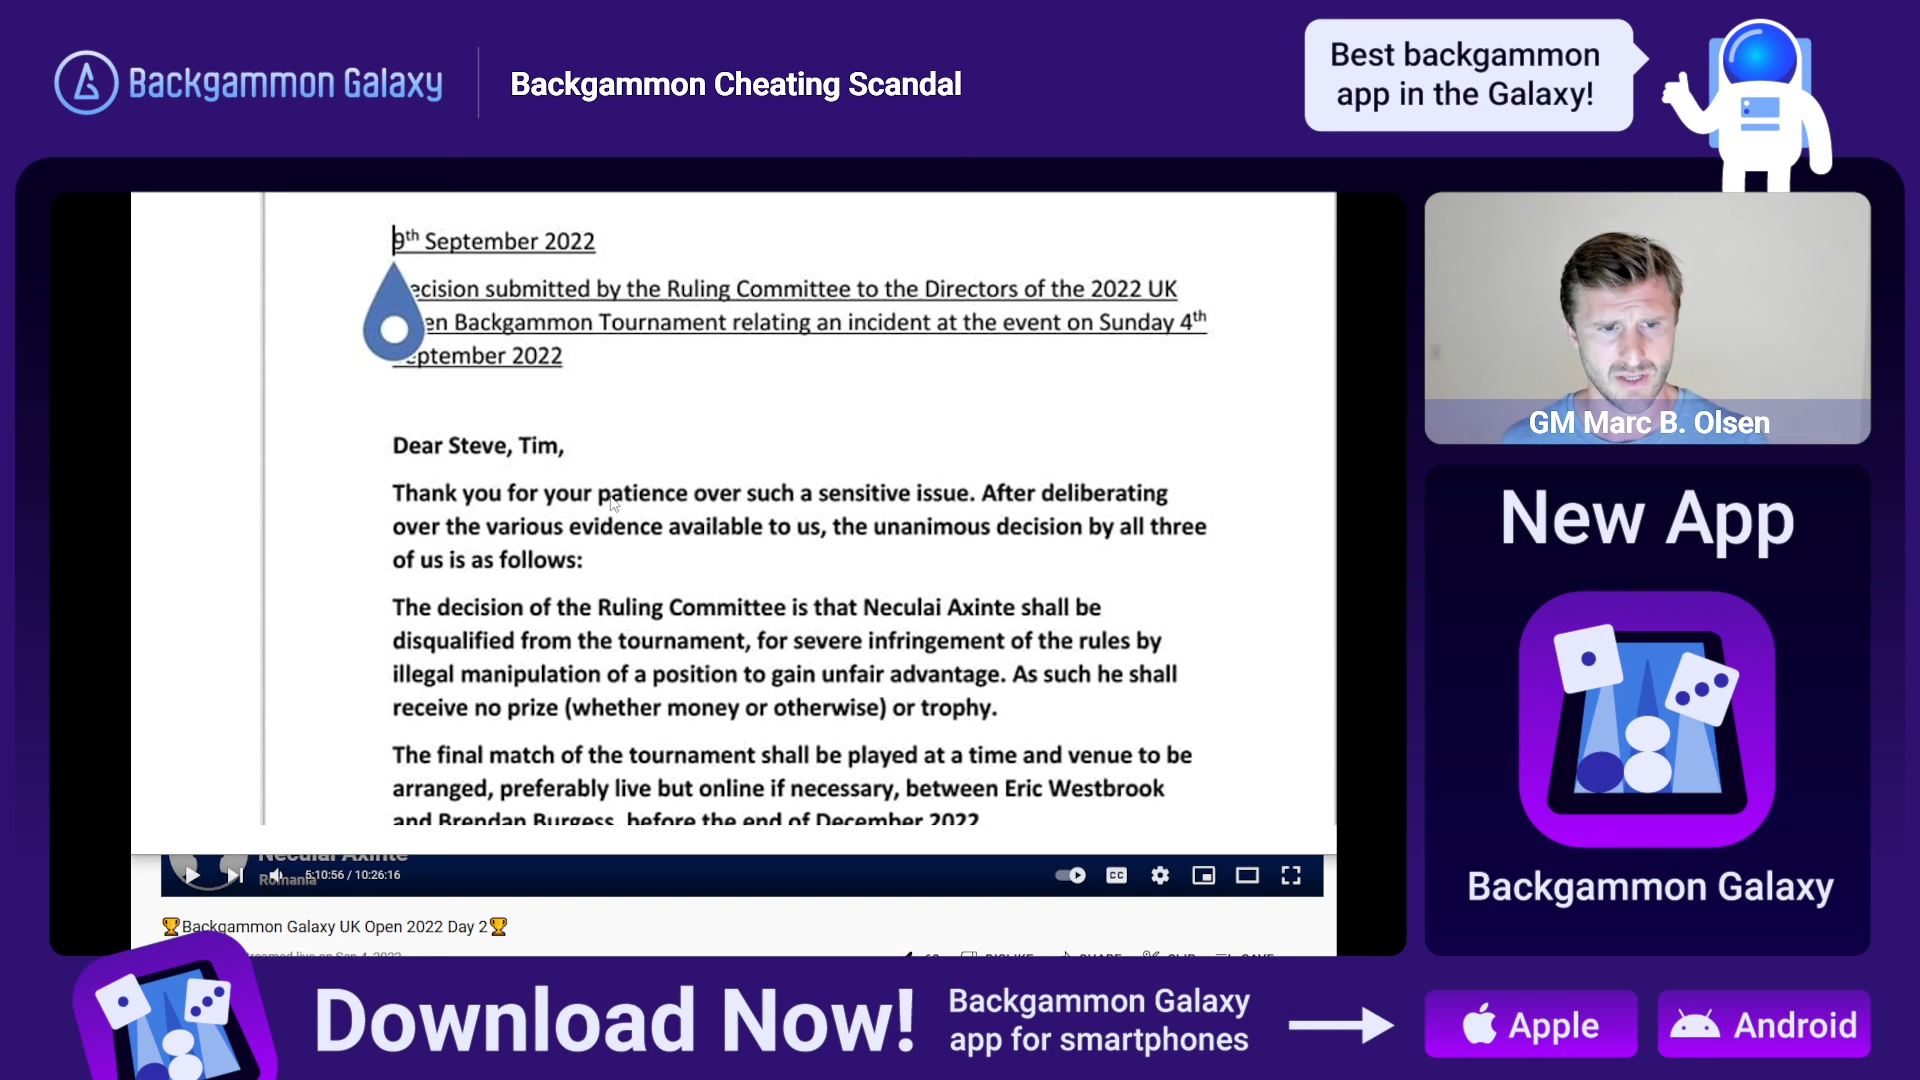 Backgammon Galaxy
Backgammon Cheating Scandal
Best backgammon
app in the Galaxy!
9th September 2022
ecision submitted by the Ruling Committee to the Directors of the 2022 UK
en Backgammon Tournament relating an incident at the event on Sunday 4th
eptember 2022
Dear Steve, Tim,
Thank you for your patience over such a sensitive issue. After deliberating
over the various evidence available to us, the unanimous decision by all three
of us is as follows:
The decision of the Ruling Committee is that Neculai Axinte shall be
disqualified from the tournament, for severe infringement of the rules by
illegal manipulation of a position to gain unfair advantage. As such he shall
receive no prize (whether money or otherwise) or trophy.
The final match of the tournament shall be played at a time and venue to be
arranged, preferably live but online if necessary, between Eric Westbrook
and Brendan Burgess, before the end of December 2022
Neculai Axinte
Romania
5:10:56 / 10:26:16
CC
🏆Backgammon Galaxy UK Open 2022 Day 2🏆
GM Marc B. Olsen
New App
Backgammon Galaxy
Download Now!
Backgammon Galaxy
app for smartphones
Apple
Android